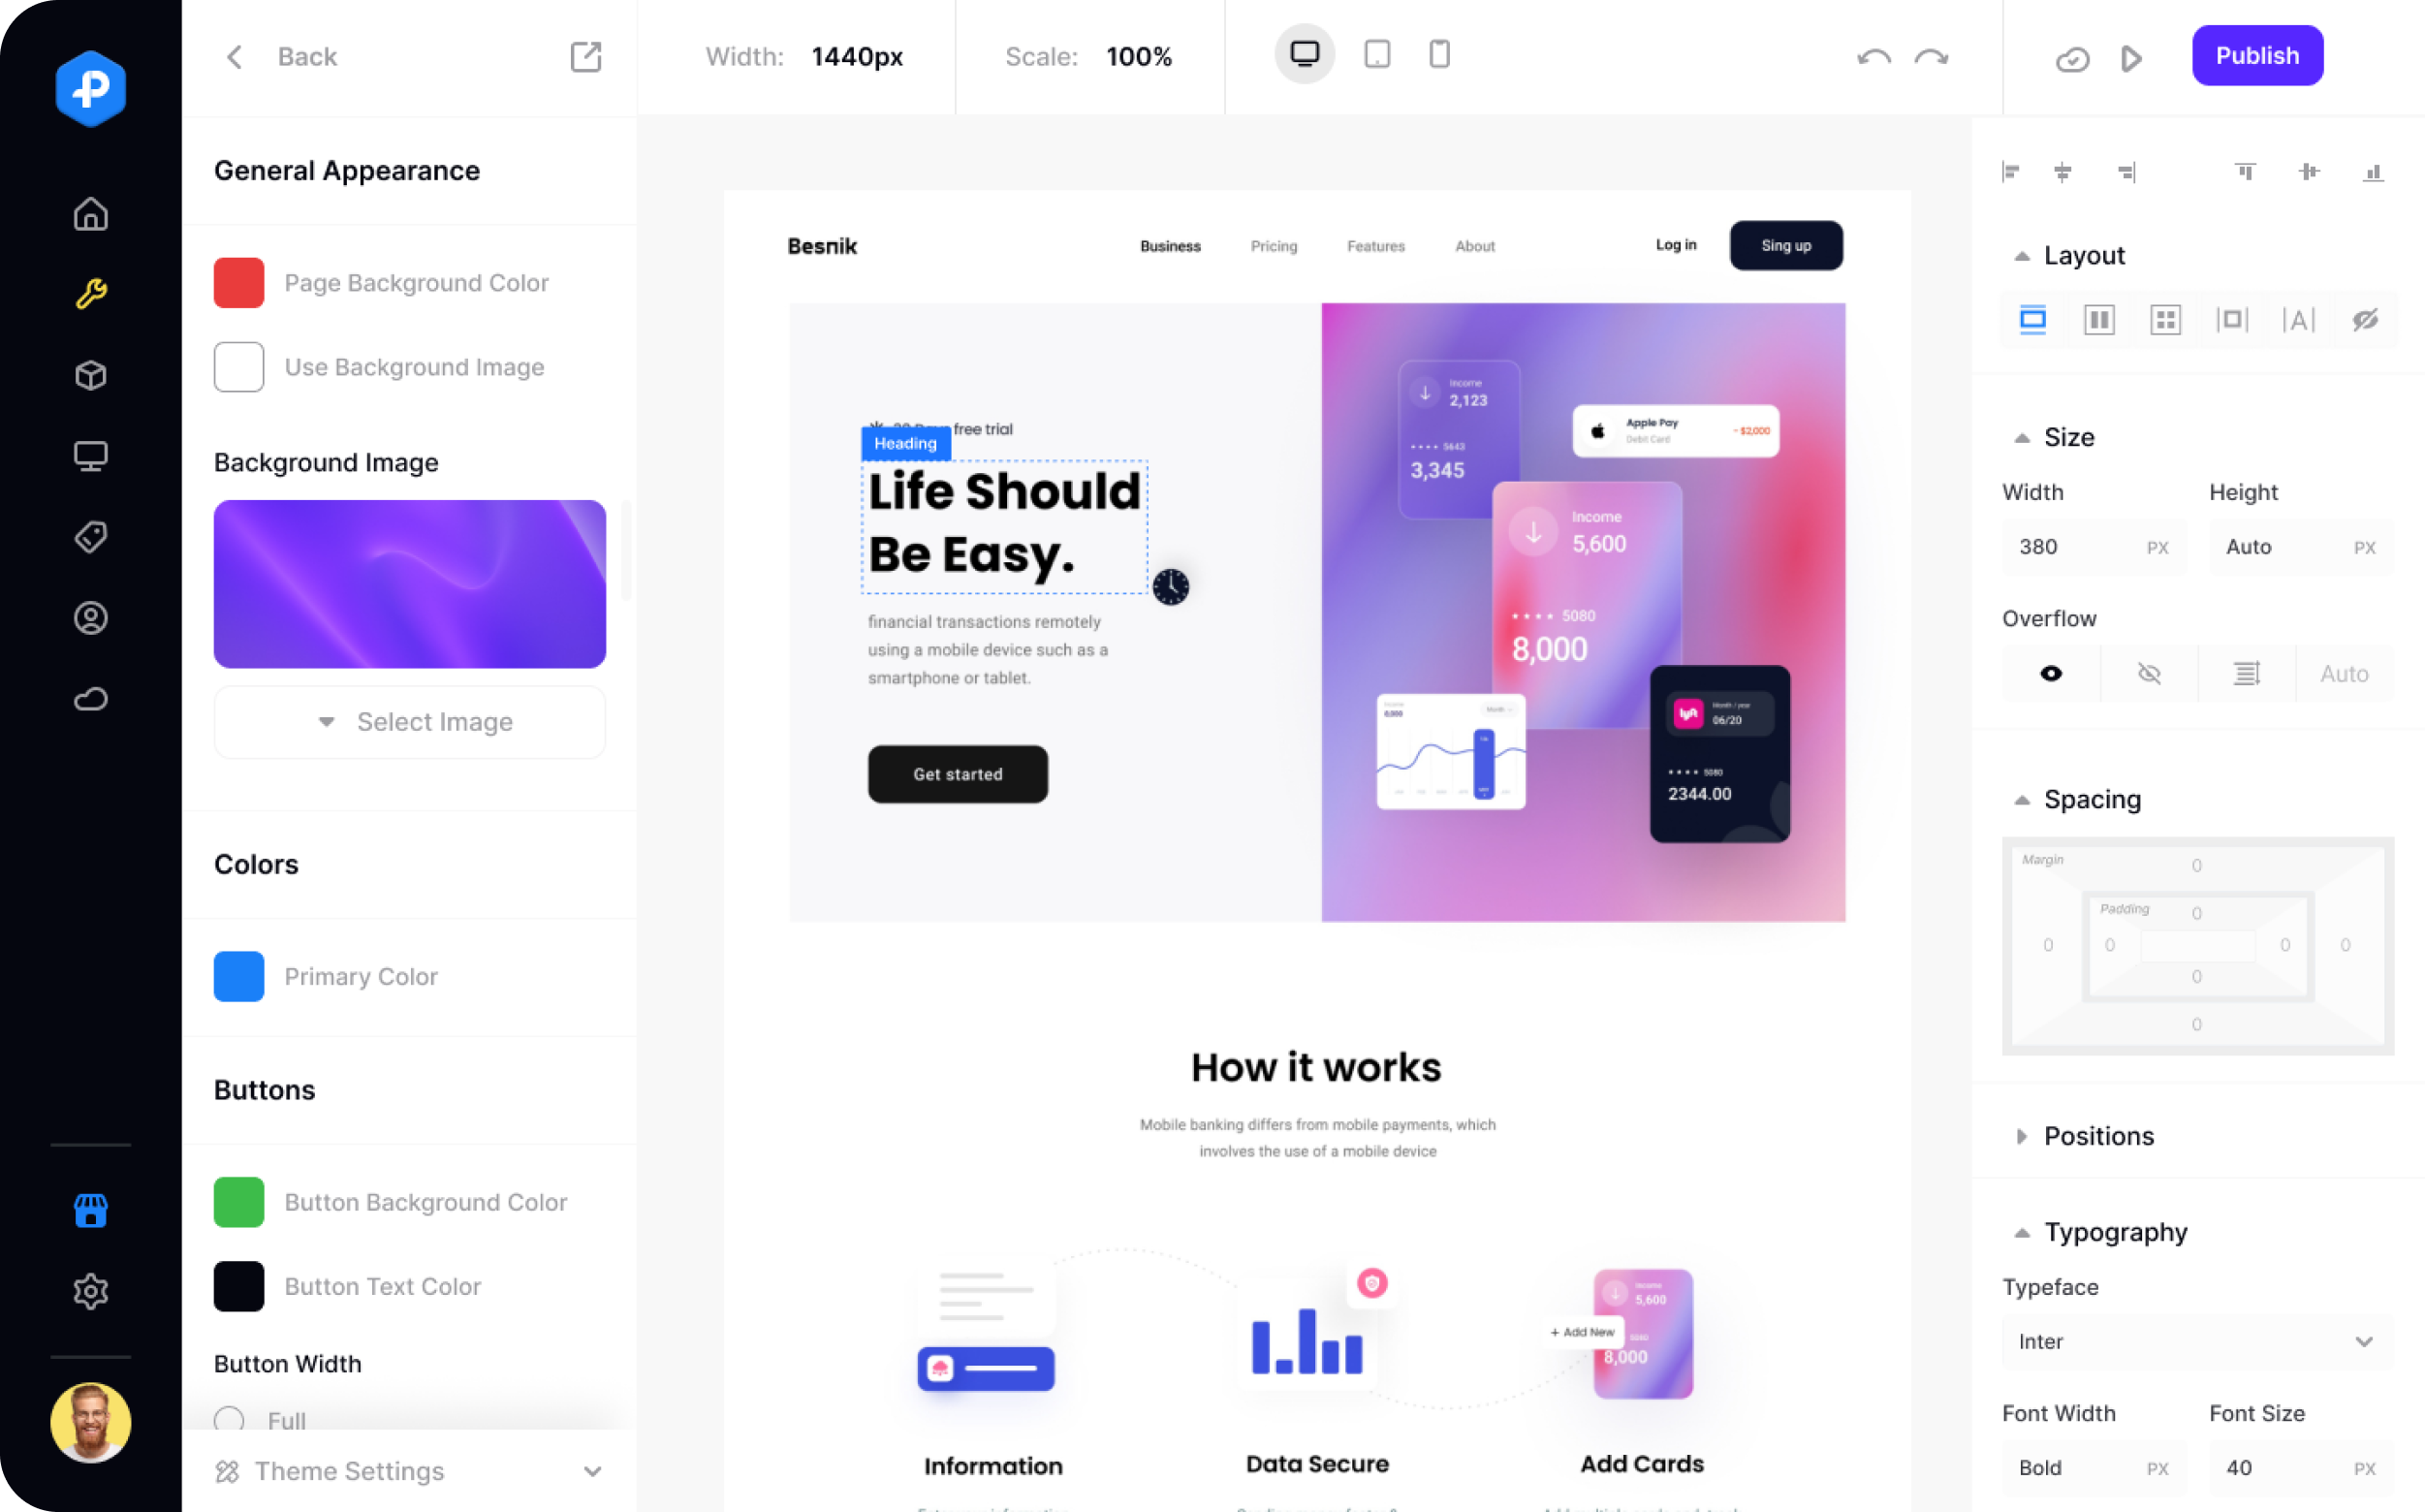 Back
Width: 1440px
Scale: 100%
Publish
General Appearance
Page Background Color
Use Background Image
Background Image
Select Image
Colors
Primary Color
Buttons
Button Background Color
Button Text Color
Button Width
Full
Theme Settings
Besnik
Business
Pricing
Features
About
Log in
Sing up
free trial
Heading
Life Should
Be Easy.
financial transactions remotely
using a mobile device such as a
smartphone or tablet.
Get started
Income
2,123
•••• 5643
3,345
Apple Pay
Debit Card
- $2,000
Income
5,600
•••• 5080
8,000
Income
Month
lyft
Month / year
06/20
•••• 5080
2344.00
How it works
Mobile banking differs from mobile payments, which
involves the use of a mobile device
Income
5,600
+ Add New
5080
8,000
Information
Data Secure
Add Cards
Layout
|A|
Size
Width
Height
380 PX
Auto PX
Overflow
Auto
Spacing
Margin
0
Padding
0
0
0
0
0
0
0
Positions
Typography
Typeface
Inter
Font Width
Font Size
Bold PX
40 PX